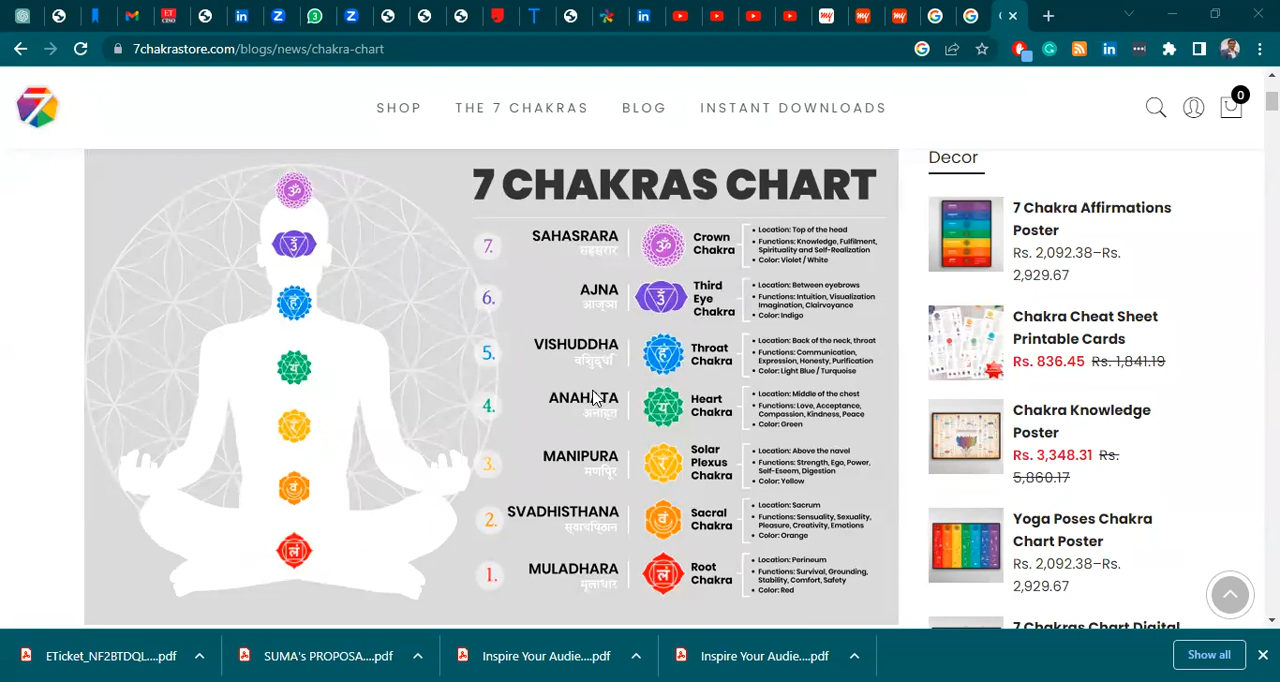 7chakrastore.com/blogs/news/chakra-chart
SHOP THE 7 CHAKRAS BLOG INSTANT DOWNLOADS
0
7 CHAKRAS CHART
7.
SAHASRARA
Crown
Chakra
• Location: Top of the head
• Functions: Knowledge, Fulfilment,
Spirituality and Self-Realization
• Color: Violet / White
6.
AJNA
Third
Eye
Chakra
• Location: Between eyebrows
• Functions: Intuition, Visualization
Imagination, Clairvoyance
• Color: Indigo
5.
VISHUDDHA
Throat
Chakra
• Location: Back of the neck, throat
• Functions: Communication,
Expression, Honesty, Purification
• Color: Light Blue / Turquoise
4.
ANAHATA
अनाहत
Heart
Chakra
• Location: Middle of the chest
• Functions: Love, Acceptance,
Compassion, Kindness, Peace
• Color: Green
3.
MANIPURA
मणपिूर
Solar
Plexus
Chakra
• Location: Above the navel
• Functions: Strength, Ego, Power,
Self-Eseem, Digestion
• Color: Yellow
2.
SVADHISTHANA
Sacral
Chakra
• Location: Sacrum
• Functions: Sensuality, Sexuality,
Pleasure, Creativity, Emotions
• Color: Orange
1.
MULADHARA
मूलाधार
Root
Chakra
• Location: Perineum
• Functions: Survival, Grounding,
Stability, Comfort, Safety
• Color: Red
Decor
7 Chakra Affirmations
Poster
Rs. 2,092.38–Rs.
2,929.67
Chakra Cheat Sheet
Printable Cards
Rs. 836.45 Rs. 1,841.19
Chakra Knowledge
Poster
Rs. 3,348.31 Rs.
5,860.17
Yoga Poses Chakra
Chart Poster
Rs. 2,092.38–Rs.
2,929.67
7 Chakras Chart Digital
ETicket_NF2BTDQL....pdf
SUMA's PROPOSA....pdf
Inspire Your Audie....pdf
Inspire Your Audie....pdf
Show all